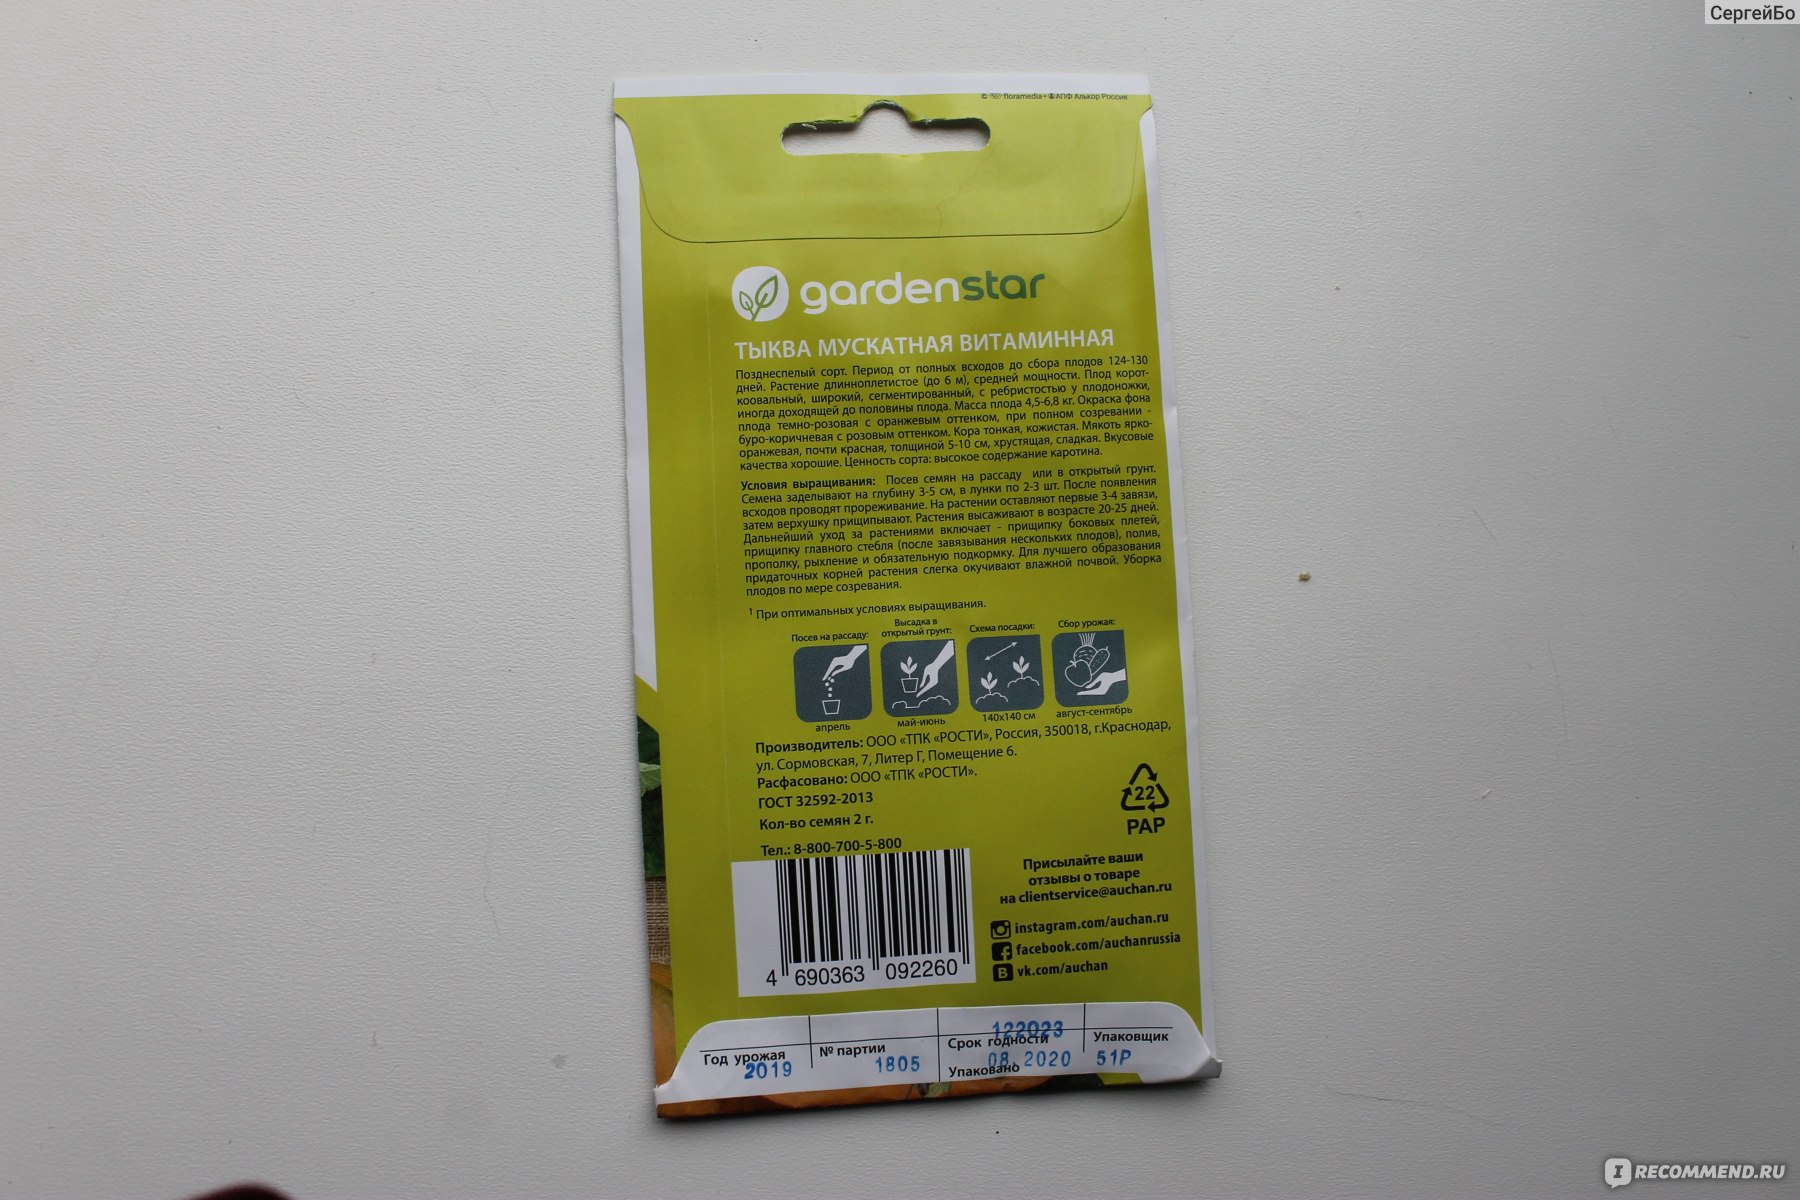 СергейБо
© floramedia • АПФ Алькор Россия
gardenstar
ТЫКВА МУСКАТНАЯ ВИТАМИННАЯ
Позднеспелый сорт. Период от полных всходов до сбора плодов 124-130
дней. Растение длинноплетистое (до 6 м), средней мощности. Плод корот-
коовальный, широкий, сегментированный, с ребристостью у плодоножки,
иногда доходящей до половины плода. Масса плода 4,5-6,8 кг. Окраска фона
плода темно-розовая с оранжевым оттенком, при полном созревании -
буро-коричневая с розовым оттенком. Кора тонкая, кожистая. Мякоть ярко-
оранжевая, почти красная, толщиной 5-10 см, хрустящая, сладкая. Вкусовые
качества хорошие. Ценность сорта: высокое содержание каротина.
Условия выращивания: Посев семян на рассаду или в открытый грунт.
Семена заделывают на глубину 3-5 см, в лунки по 2-3 шт. После появления
всходов проводят прореживание. На растении оставляют первые 3-4 завязи,
затем верхушку прищипывают. Растения высаживают в возрасте 20-25 дней.
Дальнейший уход за растениями включает - прищипку боковых плетей,
прищипку главного стебля (после завязывания нескольких плодов), полив,
прополку, рыхление и обязательную подкормку. Для лучшего образования
придаточных корней растения слегка окучивают влажной почвой. Уборка
плодов по мере созревания.
1 При оптимальных условиях выращивания.
Посев на рассаду:
апрель
Высадка в
открытый грунт:
май-июнь
Схема посадки:
140x140 см
Сбор урожая:
август-сентябрь
Производитель: ООО «ТПК «РОСТИ», Россия, 350018, г.Краснодар,
ул. Сормовская, 7, Литер Г, Помещение 6.
Расфасовано: ООО «ТПК «РОСТИ».
ГОСТ 32592-2013
Кол-во семян 2 г.
Тел.: 8-800-700-5-800
22
PAP
4 690363 092260
Присылайте ваши
отзывы о товаре
на clientservice@auchan.ru
instagram.com/auchan.ru
facebook.com/auchanrussia
vk.com/auchan
Год урожая
2019
№ партии
1805
122023
Срок годности
08.2020
Упаковано
Упаковщик
51Р
IRECOMMEND.RU